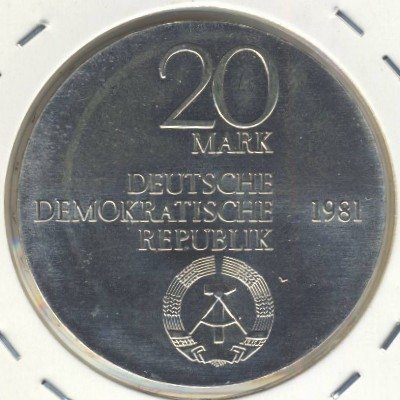 20
MARK
DEUTSCHE
DEMOKRATISCHE 1981
REPUBLIK